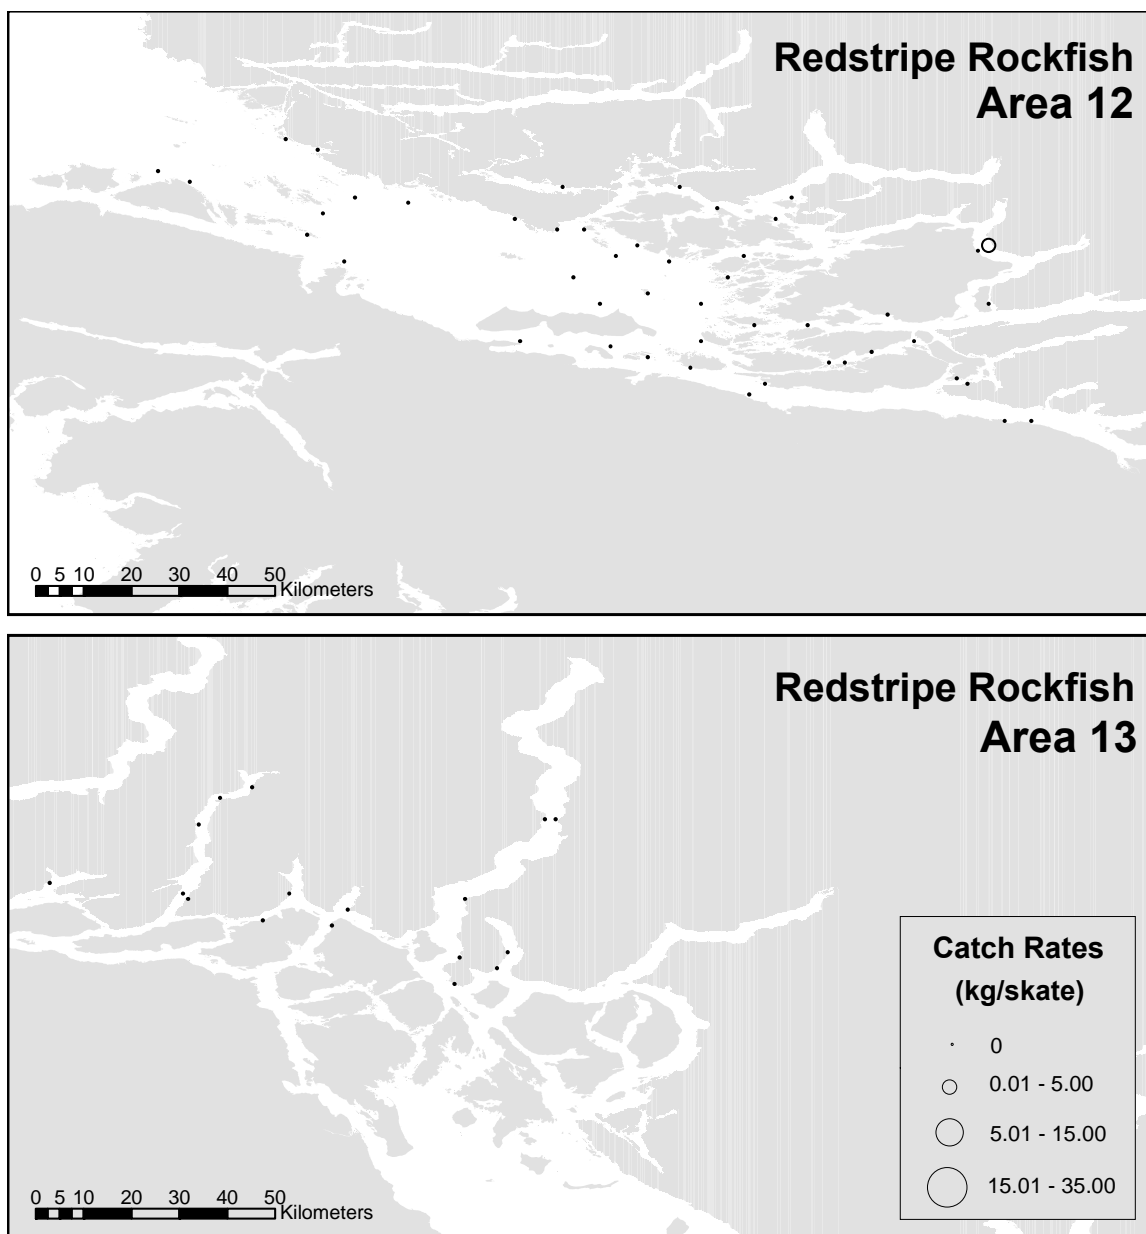 Redstripe Rockfish
Area 12
0 5 10 20 30 40 50
Kilometers
Redstripe Rockfish
Area 13
Catch Rates
(kg/skate)
0
0.01 - 5.00
5.01 - 15.00
15.01 - 35.00
0 5 10 20 30 40 50
Kilometers